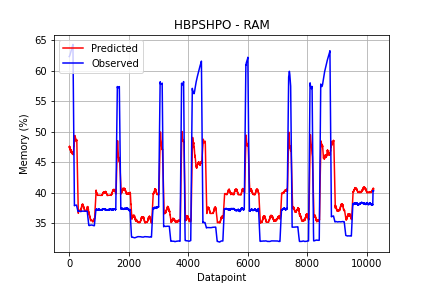 HBPSHPO - RAM
Predicted
Observed
Memory (%)
65
60
55
50
45
40
35
0
2000
4000
6000
8000
10000
Datapoint